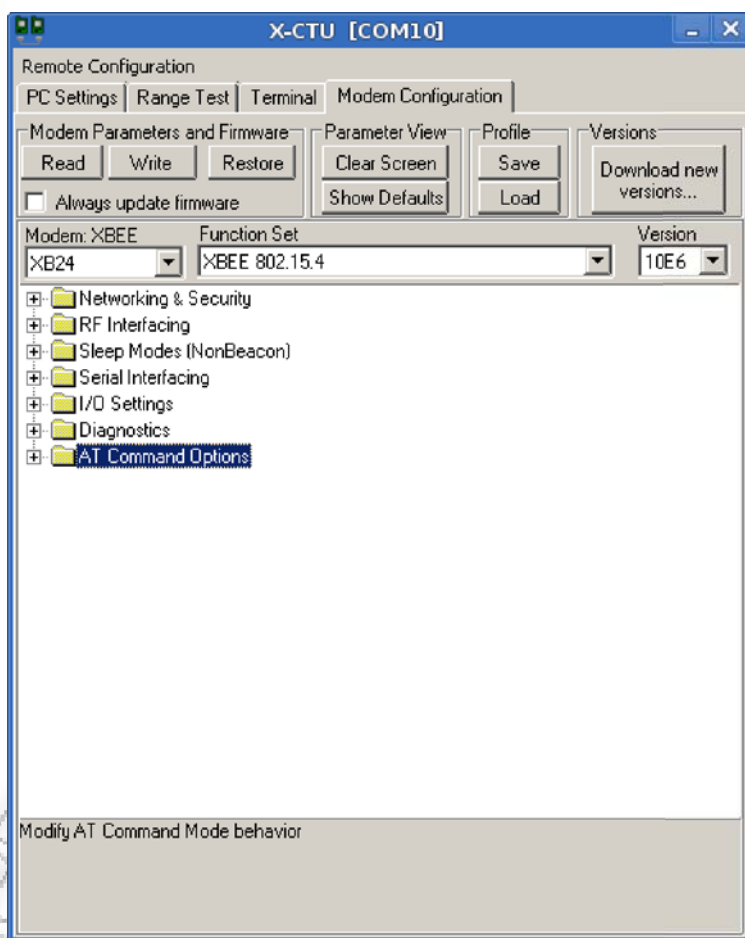 X-CTU [COM10]
Remote Configuration
PC Settings Range Test Terminal Modem Configuration
Modem Parameters and Firmware Parameter View Profile Versions
Read Write Restore Clear Screen Save Download new versions...
Always update firmware Show Defaults Load
Modem: XBEE Function Set Version
XB24 XBEE 802.15.4 10E6
Networking & Security
RF Interfacing
Sleep Modes (NonBeacon)
Serial Interfacing
I/O Settings
Diagnostics
AT Command Options
Modify AT Command Mode behavior